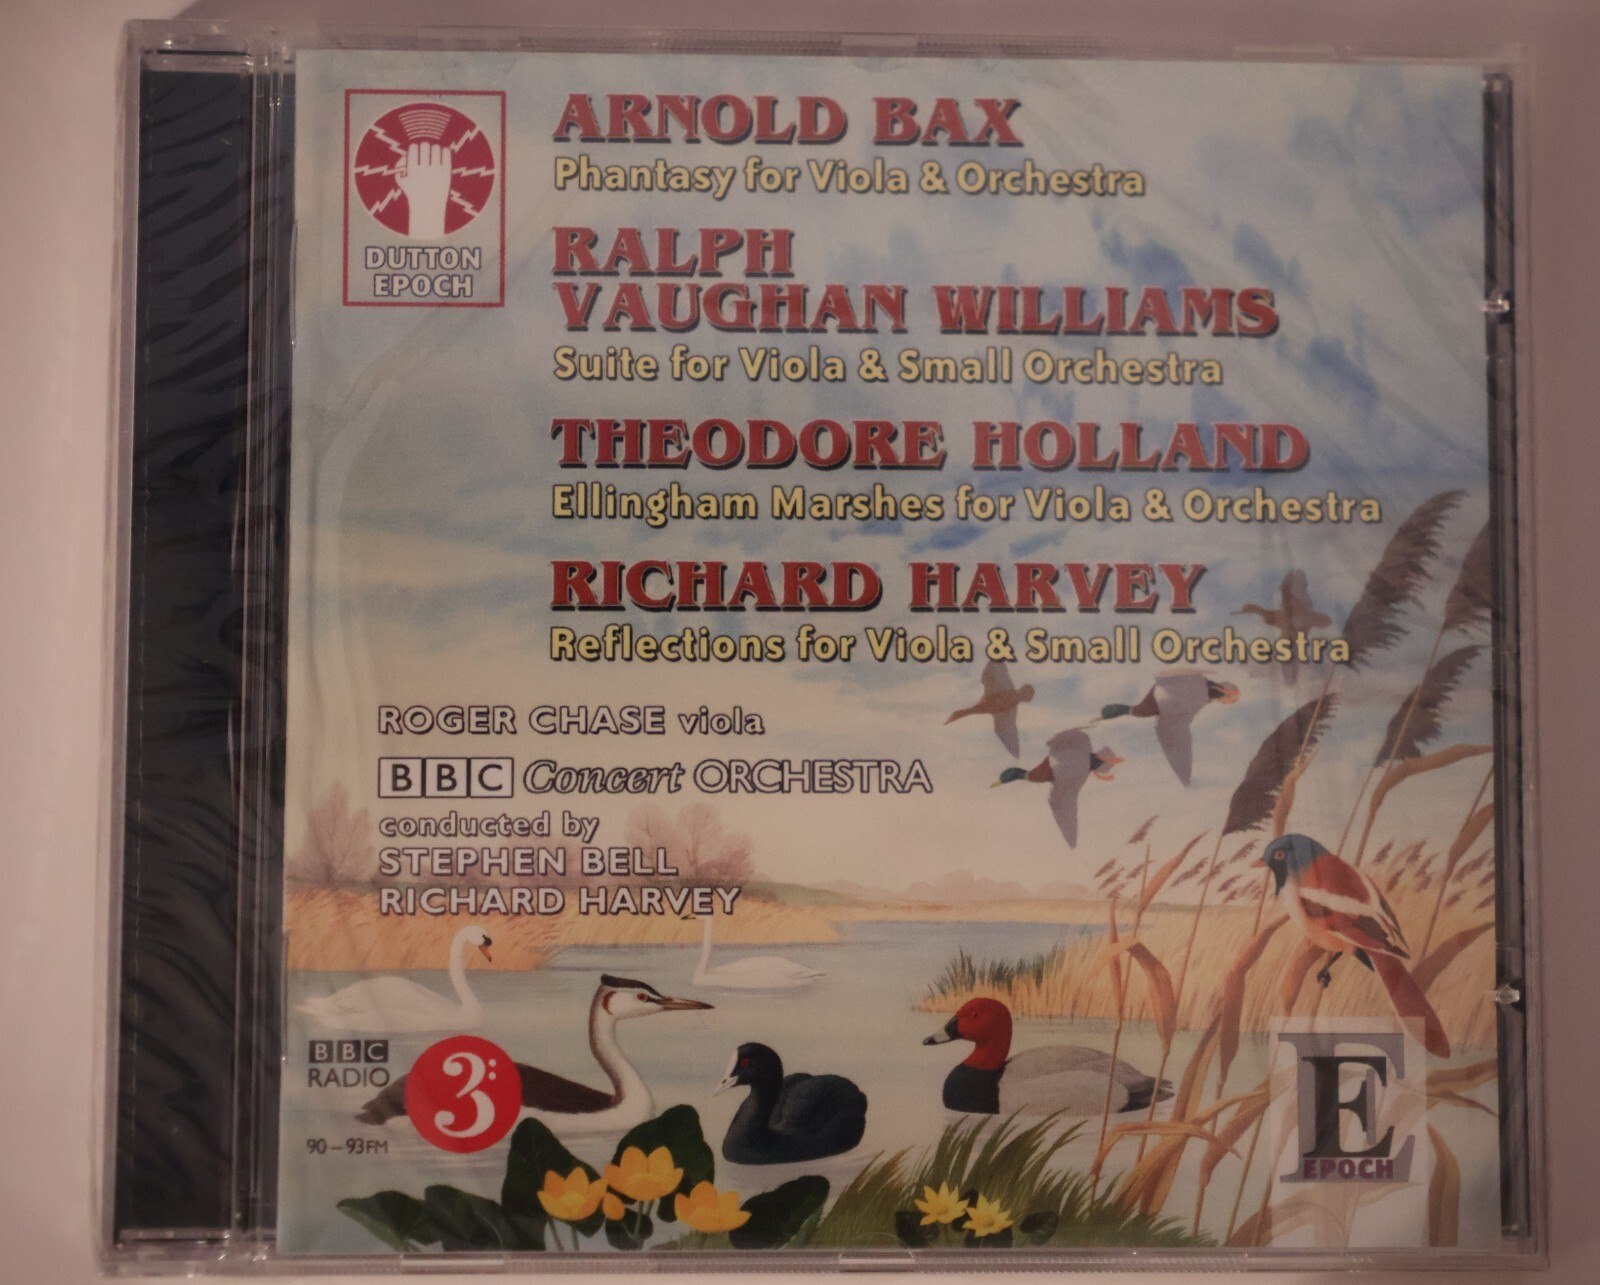 DUTTON
EPOCH
ARNOLD BAX
Phantasy for Viola & Orchestra
RALPH
VAUGHAN WILLIAMS
Suite for Viola & Small Orchestra
THEODORE HOLLAND
Ellingham Marshes for Viola & Orchestra
RICHARD HARVEY
Reflections for Viola & Small Orchestra
ROGER CHASE viola
BBC Concert ORCHESTRA
conducted by
STEPHEN BELL
RICHARD HARVEY
BBC
RADIO
3
90 – 93 FM
E
EPOCH